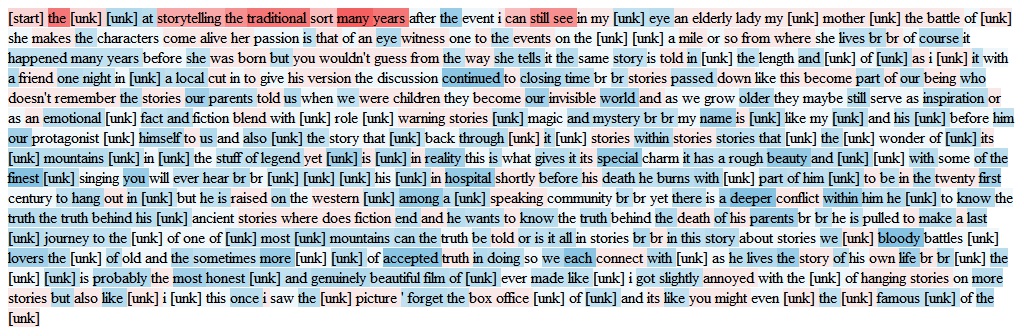 [start] the [unk] [unk] at storytelling the traditional sort many years after the event i can still see in my [unk] eye an elderly lady my [unk] mother [unk] the battle of [unk]
she makes the characters come alive her passion is that of an eye witness one to the events on the [unk] [unk] a mile or so from where she lives br br of course it
happened many years before she was born but you wouldn't guess from the way she tells it the same story is told in [unk] the length and [unk] of [unk] as i [unk] it with
a friend one night in [unk] a local cut in to give his version the discussion continued to closing time br br stories passed down like this become part of our being who
doesn't remember the stories our parents told us when we were children they become our invisible world and as we grow older they maybe still serve as inspiration or
as an emotional [unk] fact and fiction blend with [unk] role [unk] warning stories [unk] magic and mystery br br my name is [unk] like my [unk] and his [unk] before him
our protagonist [unk] himself to us and also [unk] the story that [unk] back through [unk] it [unk] stories within stories stories that [unk] the [unk] wonder of [unk] its
[unk] mountains [unk] in [unk] the stuff of legend yet [unk] is [unk] in reality this is what gives it its special charm it has a rough beauty and [unk] [unk] with some of the
finest [unk] singing you will ever hear br br [unk] [unk] [unk] his [unk] in hospital shortly before his death he burns with [unk] part of him [unk] to be in the twenty first
century to hang out in [unk] but he is raised on the western [unk] among a [unk] speaking community br br yet there is a deeper conflict within him he [unk] to know the
truth the truth behind his [unk] ancient stories where does fiction end and he wants to know the truth behind the death of his parents br br he is pulled to make a last
[unk] journey to the [unk] of one of [unk] most [unk] mountains can the truth be told or is it all in stories br br in this story about stories we [unk] bloody battles [unk]
lovers the [unk] of old and the sometimes more [unk] [unk] of accepted truth in doing so we each connect with [unk] as he lives the story of his own life br br [unk] the
[unk] [unk] is probably the most honest [unk] and genuinely beautiful film of [unk] ever made like [unk] i got slightly annoyed with the [unk] of hanging stories on more
stories but also like [unk] i [unk] this once i saw the [unk] picture ' forget the box office [unk] of [unk] and its like you might even [unk] the [unk] famous [unk] of the
[unk]